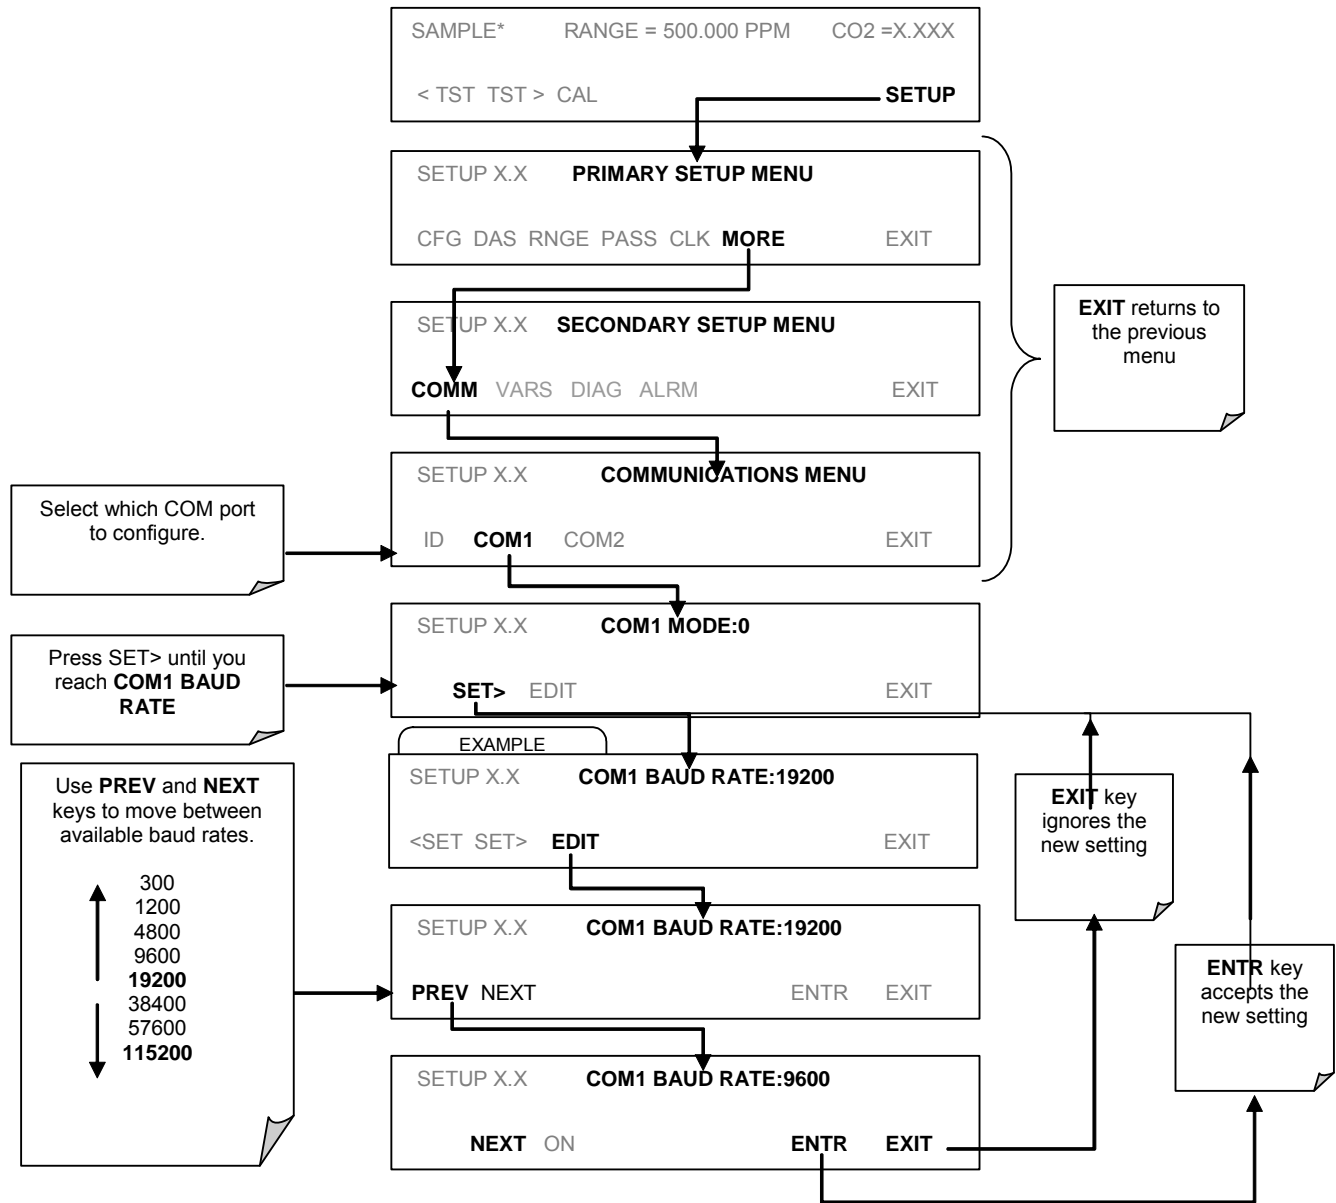 SAMPLE* RANGE = 500.000 PPM CO2 =X.XXX
< TST TST > CAL SETUP
SETUP X.X PRIMARY SETUP MENU
CFG DAS RNGE PASS CLK MORE EXIT
SETUP X.X SECONDARY SETUP MENU
COMM VARS DIAG ALRM EXIT
EXIT returns to
the previous
menu
SETUP X.X COMMUNICATIONS MENU
ID COM1 COM2 EXIT
Select which COM port
to configure.
SETUP X.X COM1 MODE:0
SET> EDIT EXIT
Press SET> until you
reach COM1 BAUD
RATE
EXAMPLE
SETUP X.X COM1 BAUD RATE:19200
<SET SET> EDIT EXIT
Use PREV and NEXT
keys to move between
available baud rates.
300
1200
4800
9600
19200
38400
57600
115200
EXIT key
ignores the
new setting
SETUP X.X COM1 BAUD RATE:19200
PREV NEXT ENTR EXIT
ENTR key
accepts the
new setting
SETUP X.X COM1 BAUD RATE:9600
NEXT ON ENTR EXIT